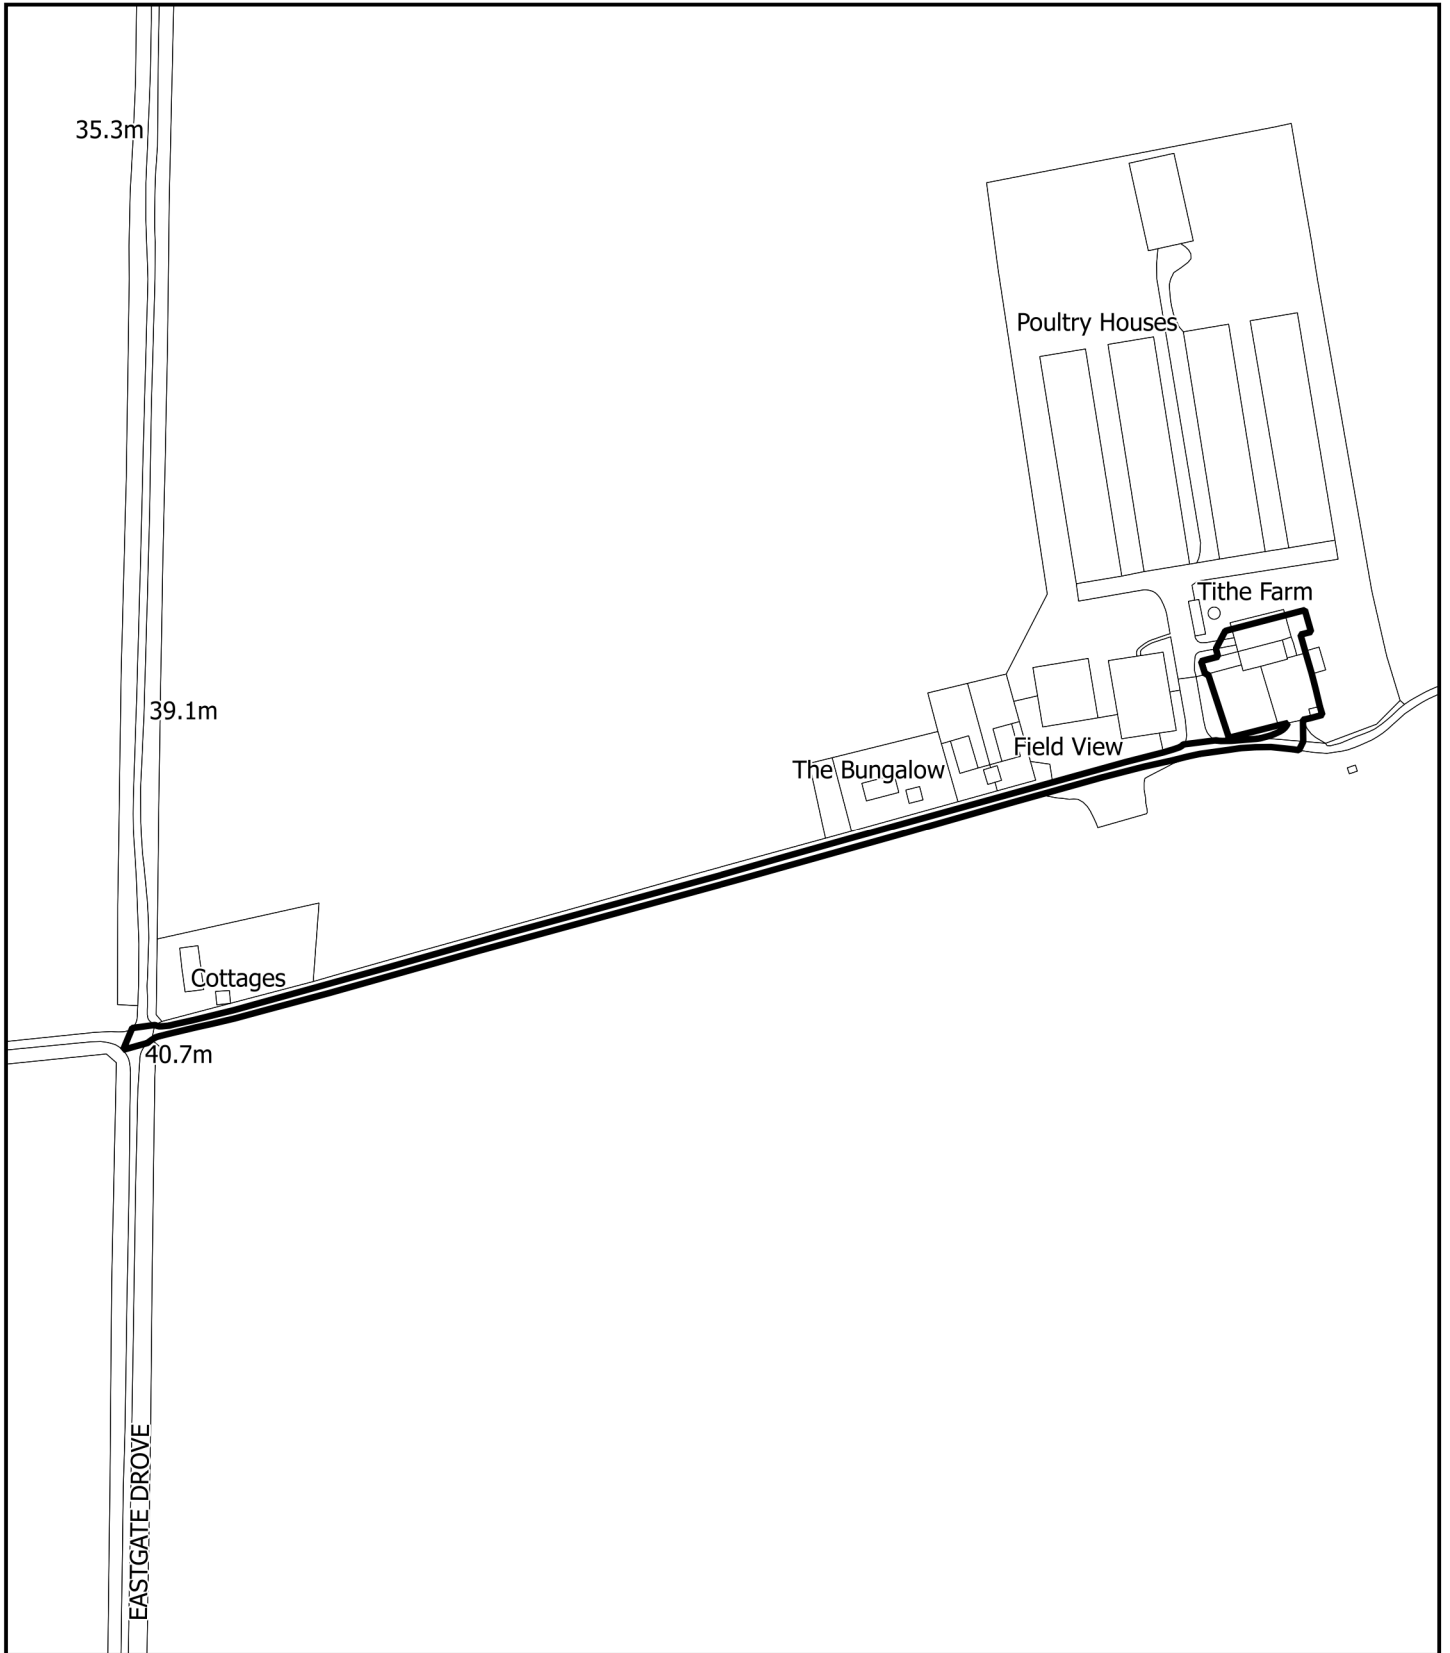 35.3m
Poultry Houses
Tithe Farm
39.1m
Field View
The Bungalow
Cottages
40.7m
EASTGATE DROVE